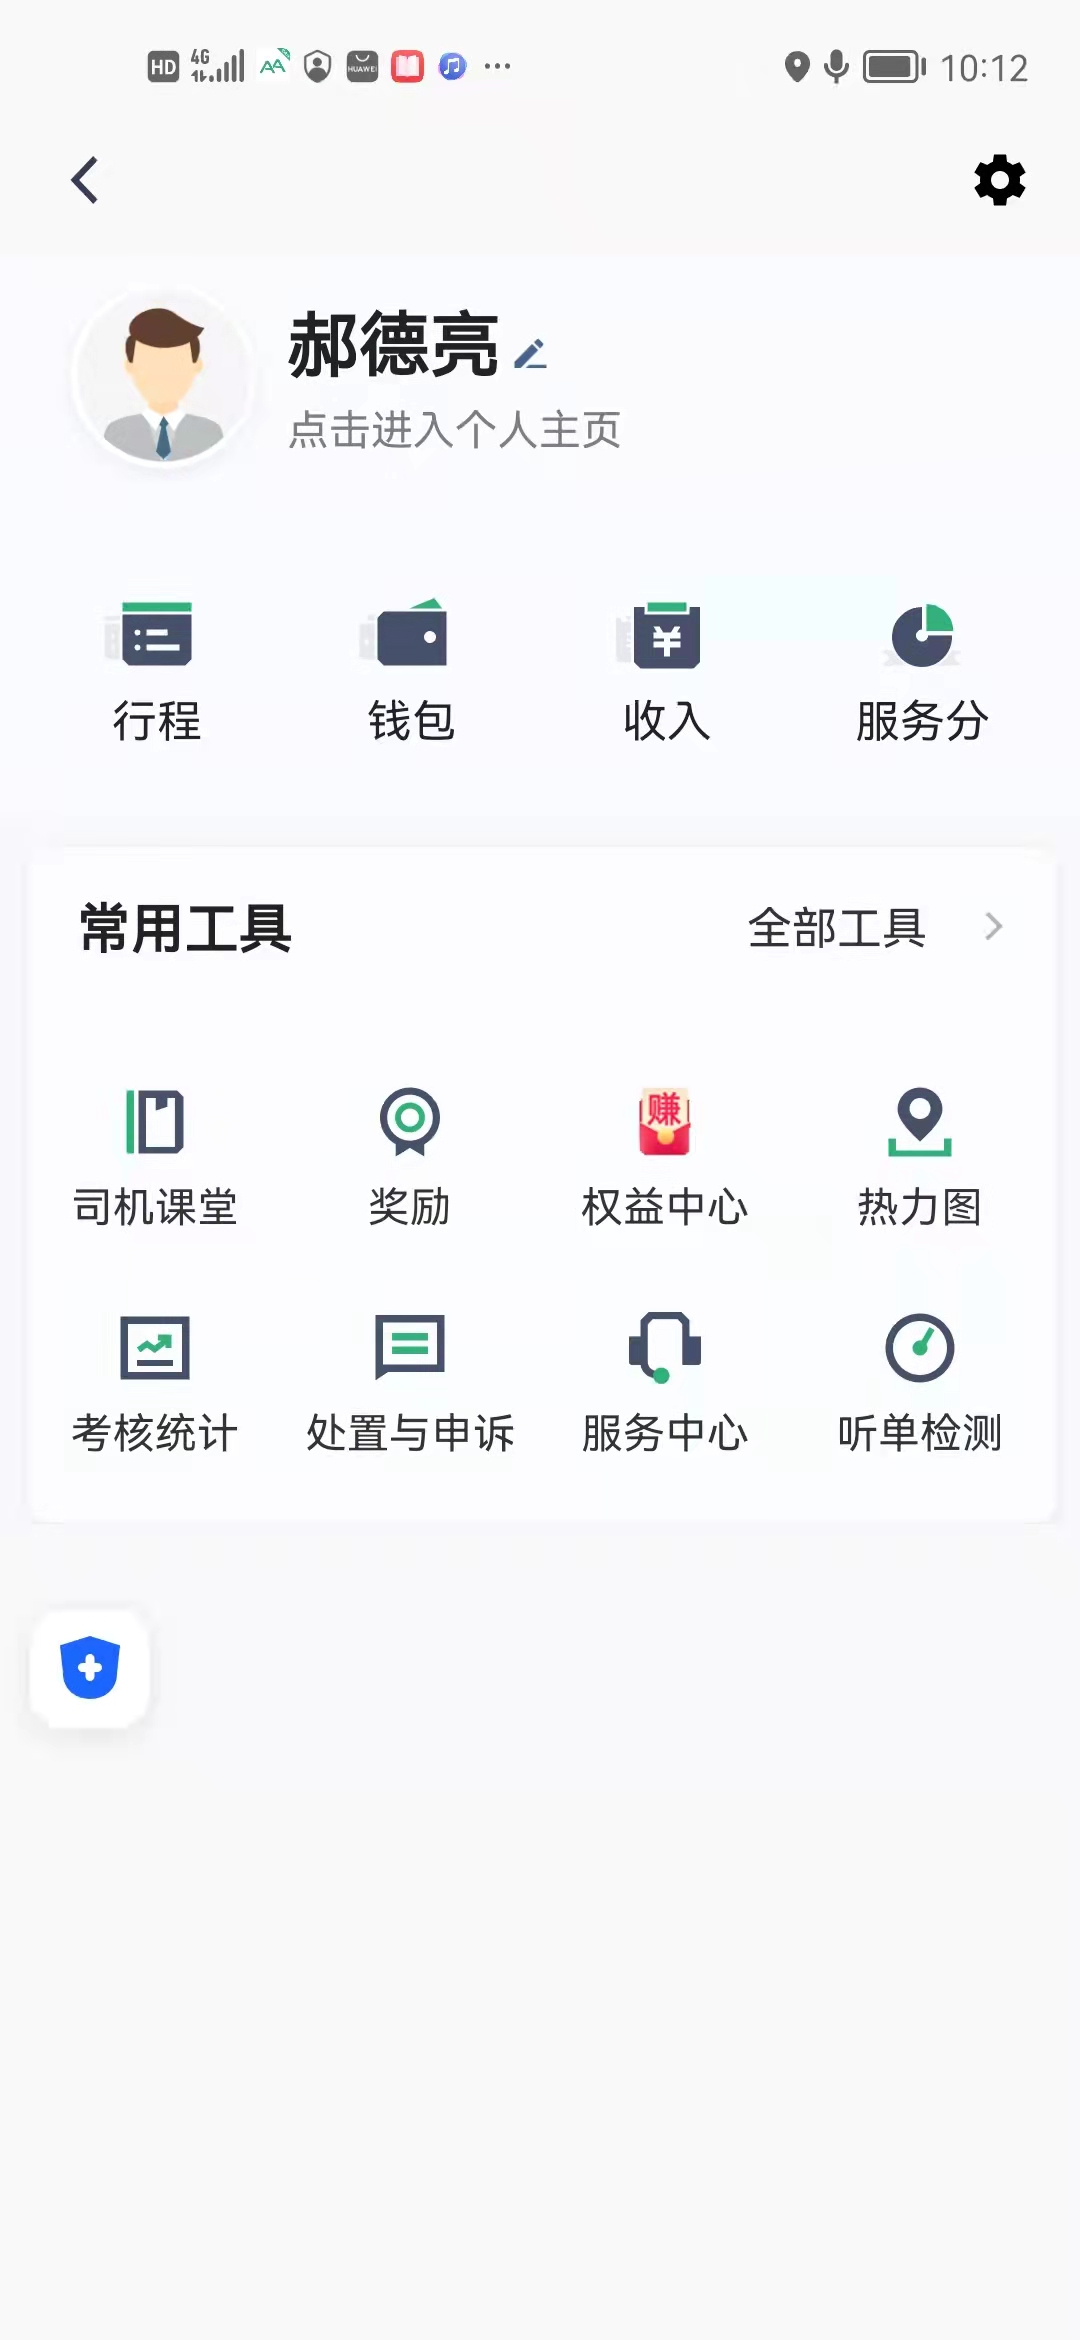 HD 4G AA HUAWEI 10:12
郝德亮
点击进入个人主页
¥
行程 钱包 收入 服务分
常用工具 全部工具
赚
司机课堂 奖励 权益中心 热力图
考核统计 处置与申诉 服务中心 听单检测